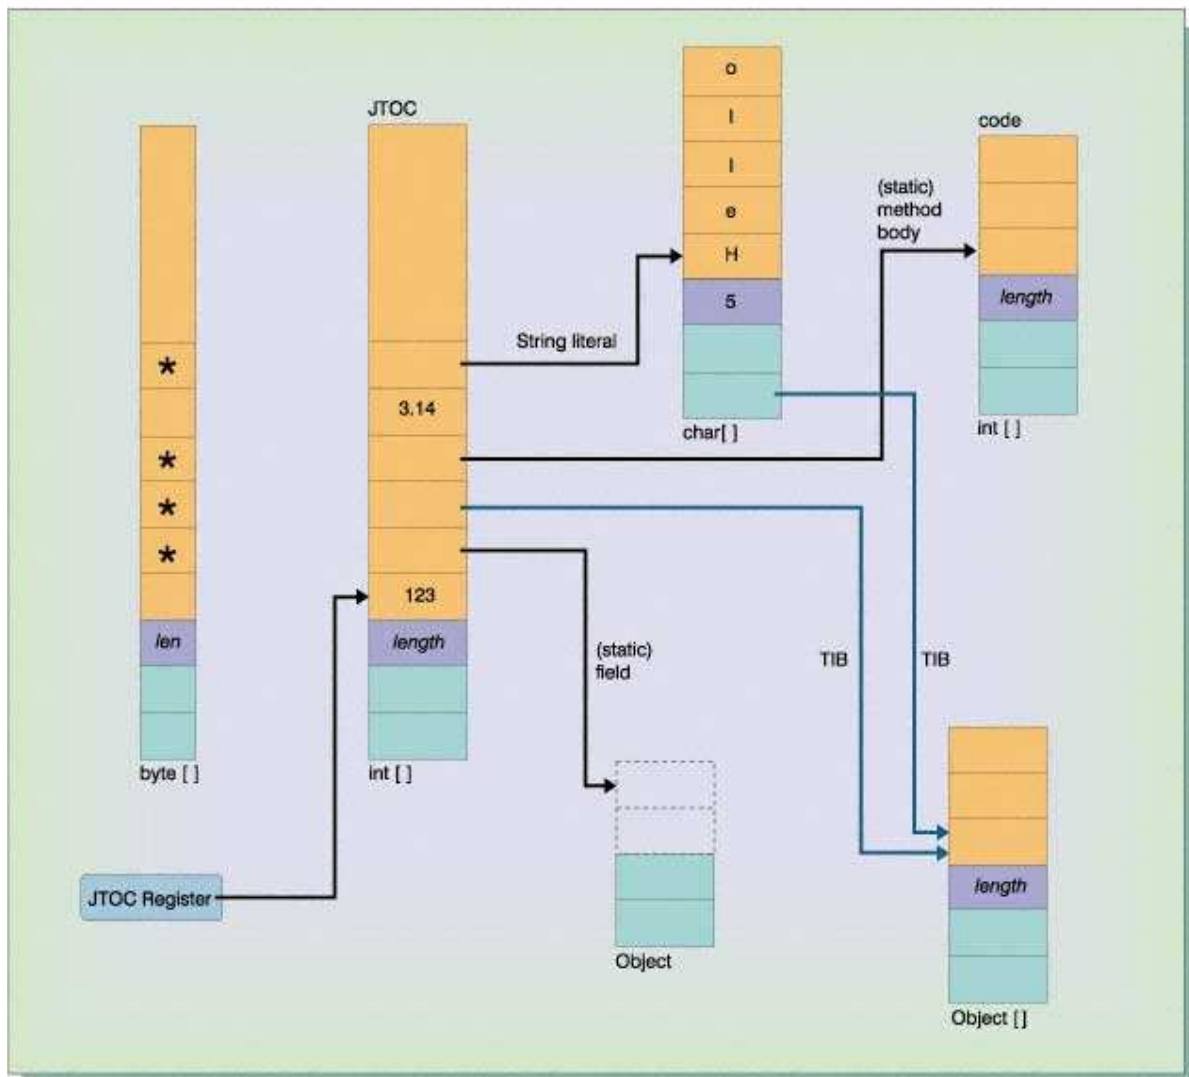 JTOC
o
l
l
e
H
5
char[ ]
code
(static)
method
body
length
int [ ]
String literal
*
*
*
*
len
byte [ ]
3.14
123
length
int [ ]
(static)
field
TIB
TIB
JTOC Register
Object
length
Object [ ]